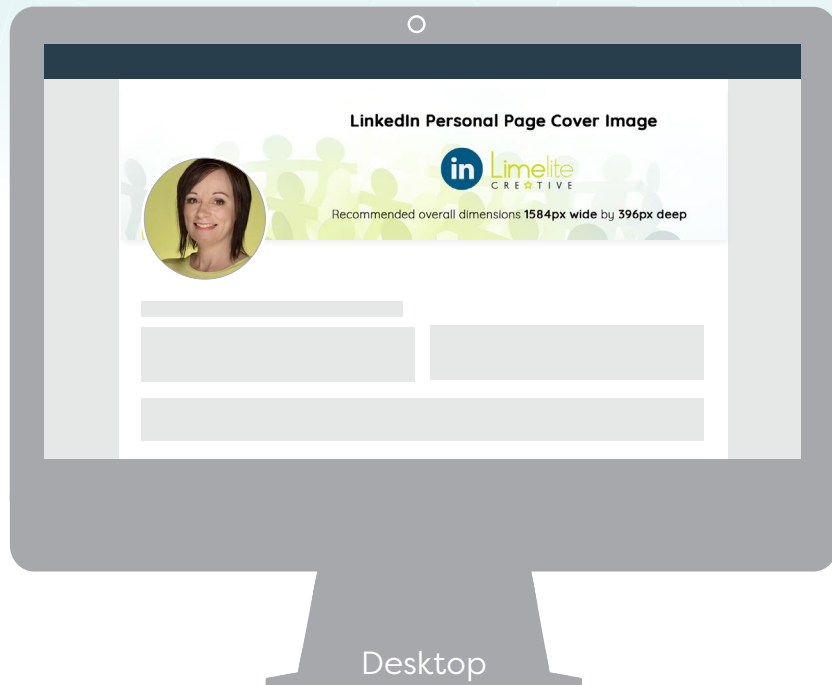 LinkedIn Personal Page Cover Image
in Limelite
CREATIVE
Recommended overall dimensions 1584px wide by 396px deep
Desktop